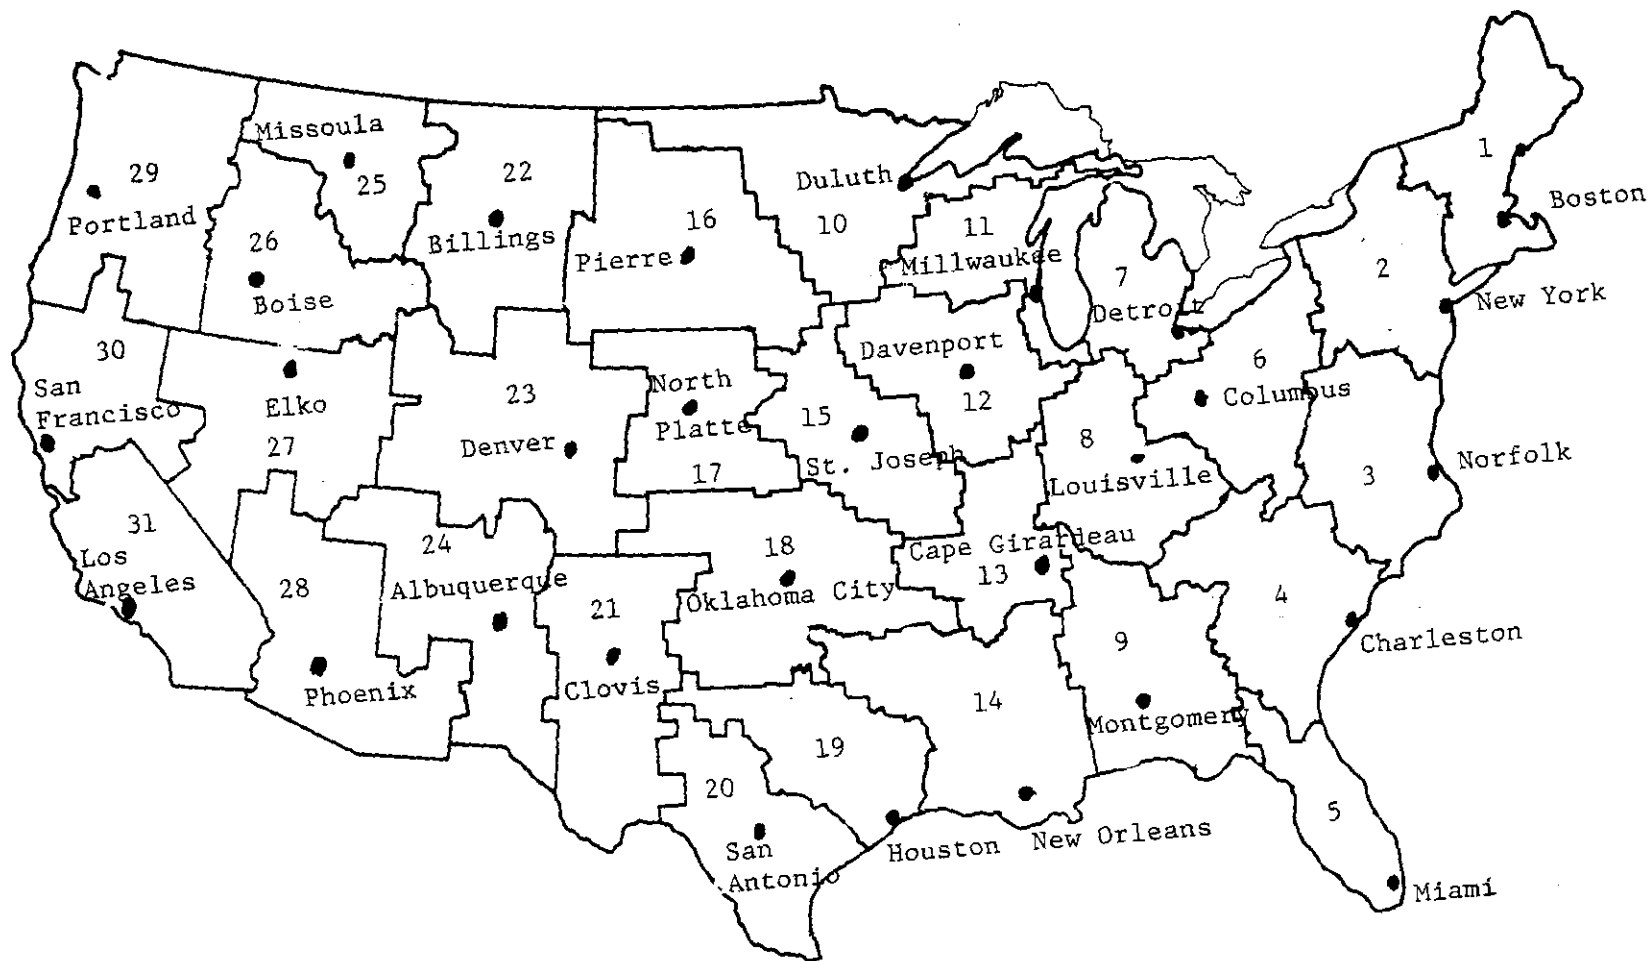 Missoula
29
25
22
Portland
26
Boise
Billings
Pierre
16
Duluth
10
11
Millwaukee
7
Detroit
1
Boston
2
New York
30
San
Francisco
Elko
27
23
Denver
North
Platte
17
15
St. Joseph
Davenport
12
8
Louisville
6
Columbus
3
Norfolk
31
Los
Angeles
28
Phoenix
24
Albuquerque
21
Clovis
18
Oklahoma City
Cape Girardeau
13
4
Charleston
9
Montgomery
14
19
20
San
Antonio
Houston
New Orleans
5
Miami